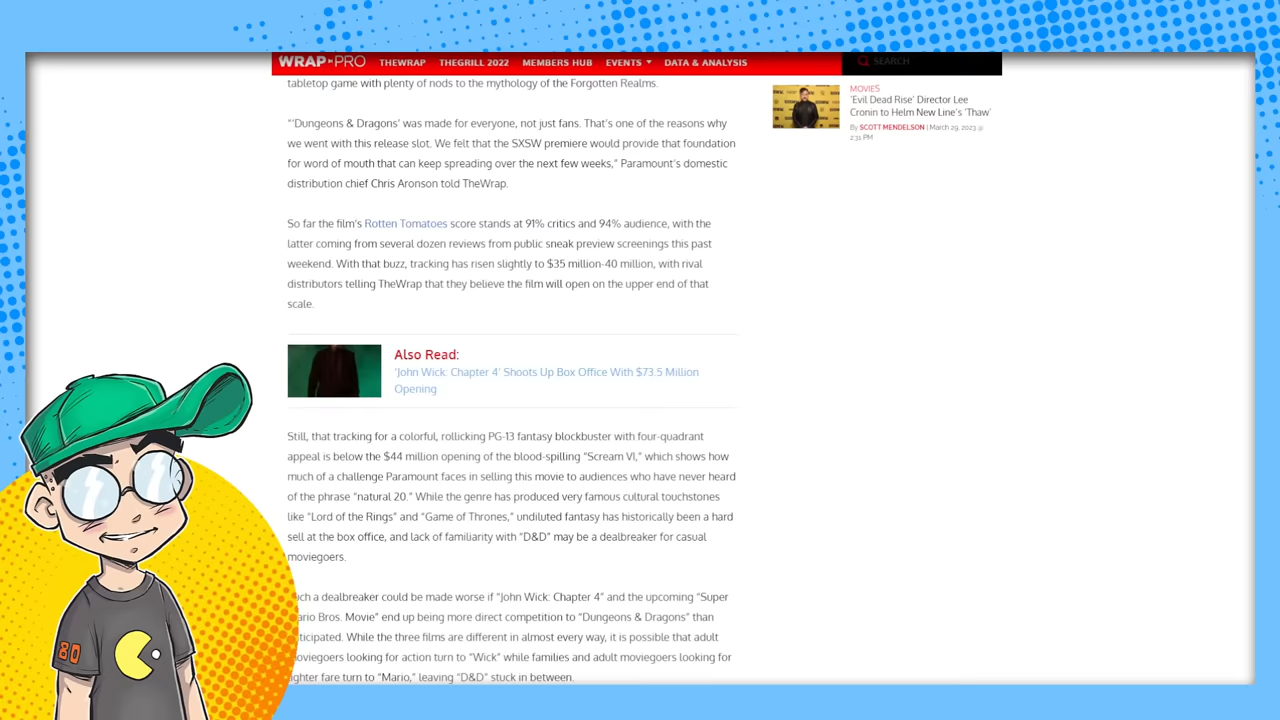 WRAP PRO THEWRAP THEGRILL 2022 MEMBERS HUB EVENTS DATA & ANALYSIS SEARCH
tabletop game with plenty of nods to the mythology of the Forgotten Realms.
“‘Dungeons & Dragons’ was made for everyone, not just fans. That’s one of the reasons why
we went with this release slot. We felt that the SXSW premiere would provide that foundation
for word of mouth that can keep spreading over the next few weeks,” Paramount’s domestic
distribution chief Chris Aronson told TheWrap.
So far the film’s Rotten Tomatoes score stands at 91% critics and 94% audience, with the
latter coming from several dozen reviews from public sneak preview screenings this past
weekend. With that buzz, tracking has risen slightly to $35 million-40 million, with rival
distributors telling TheWrap that they believe the film will open on the upper end of that
scale.
Also Read:
‘John Wick: Chapter 4’ Shoots Up Box Office With $73.5 Million
Opening
Still, that tracking for a colorful, rollicking PG-13 fantasy blockbuster with four-quadrant
appeal is below the $44 million opening of the blood-spilling “Scream VI,” which shows how
much of a challenge Paramount faces in selling this movie to audiences who have never heard
of the phrase “natural 20.” While the genre has produced very famous cultural touchstones
like “Lord of the Rings” and “Game of Thrones,” undiluted fantasy has historically been a hard
sell at the box office, and lack of familiarity with “D&D” may be a dealbreaker for casual
moviegoers.
uch a dealbreaker could be made worse if “John Wick: Chapter 4” and the upcoming “Super
ario Bros. Movie” end up being more direct competition to “Dungeons & Dragons” than
ticipated. While the three films are different in almost every way, it is possible that adult
oviegoers looking for action turn to “Wick” while families and adult moviegoers looking for
ghter fare turn to “Mario,” leaving “D&D” stuck in between.
MOVIES
‘Evil Dead Rise’ Director Lee
Cronin to Helm New Line’s ‘Thaw’
By SCOTT MENDELSON | March 29, 2023 @
2:31 PM
80